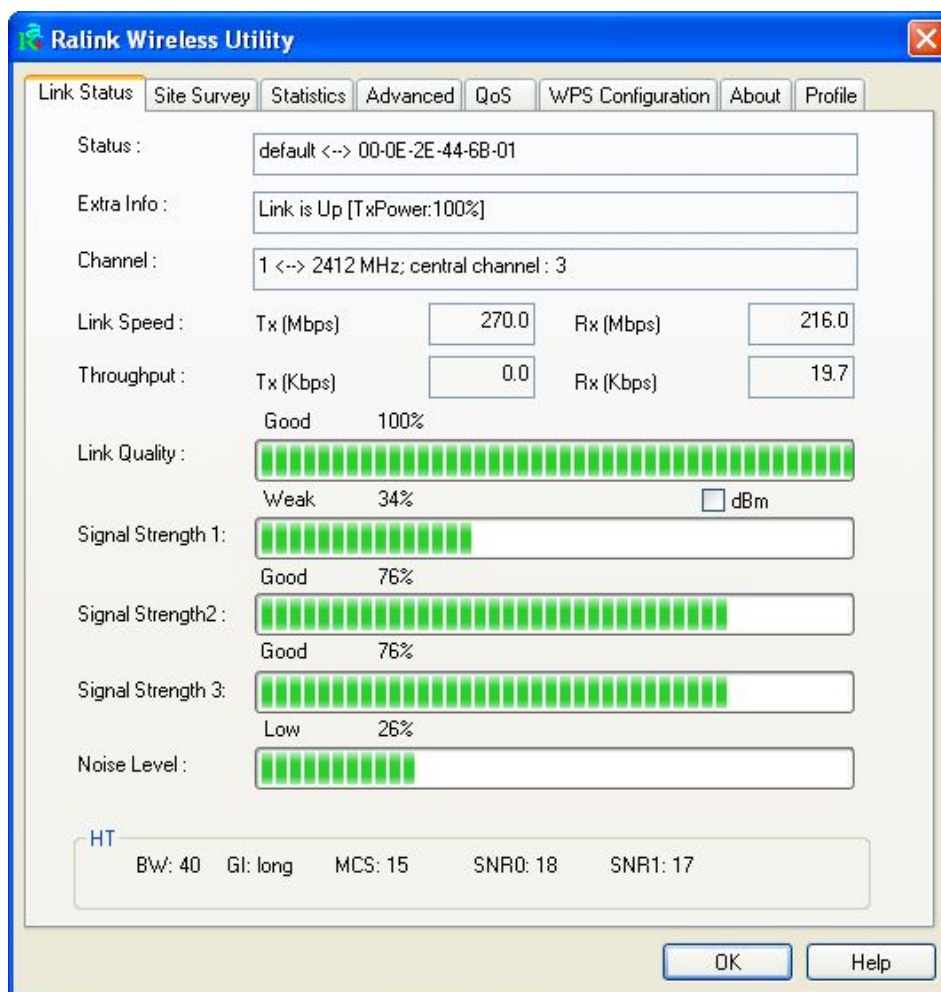 Ralink Wireless Utility
Link Status Site Survey Statistics Advanced QoS WPS Configuration About Profile
Status : default <--> 00-0E-2E-44-6B-01
Extra Info : Link is Up [TxPower:100%]
Channel : 1 <--> 2412 MHz; central channel : 3
Link Speed : Tx (Mbps) 270.0 Rx (Mbps) 216.0
Throughput : Tx (Kbps) 0.0 Rx (Kbps) 19.7
Good 100%
Link Quality :
Weak 34% dBm
Signal Strength 1:
Good 76%
Signal Strength2 :
Good 76%
Signal Strength 3:
Low 26%
Noise Level :
HT
BW: 40 GI: long MCS: 15 SNR0: 18 SNR1: 17
OK Help